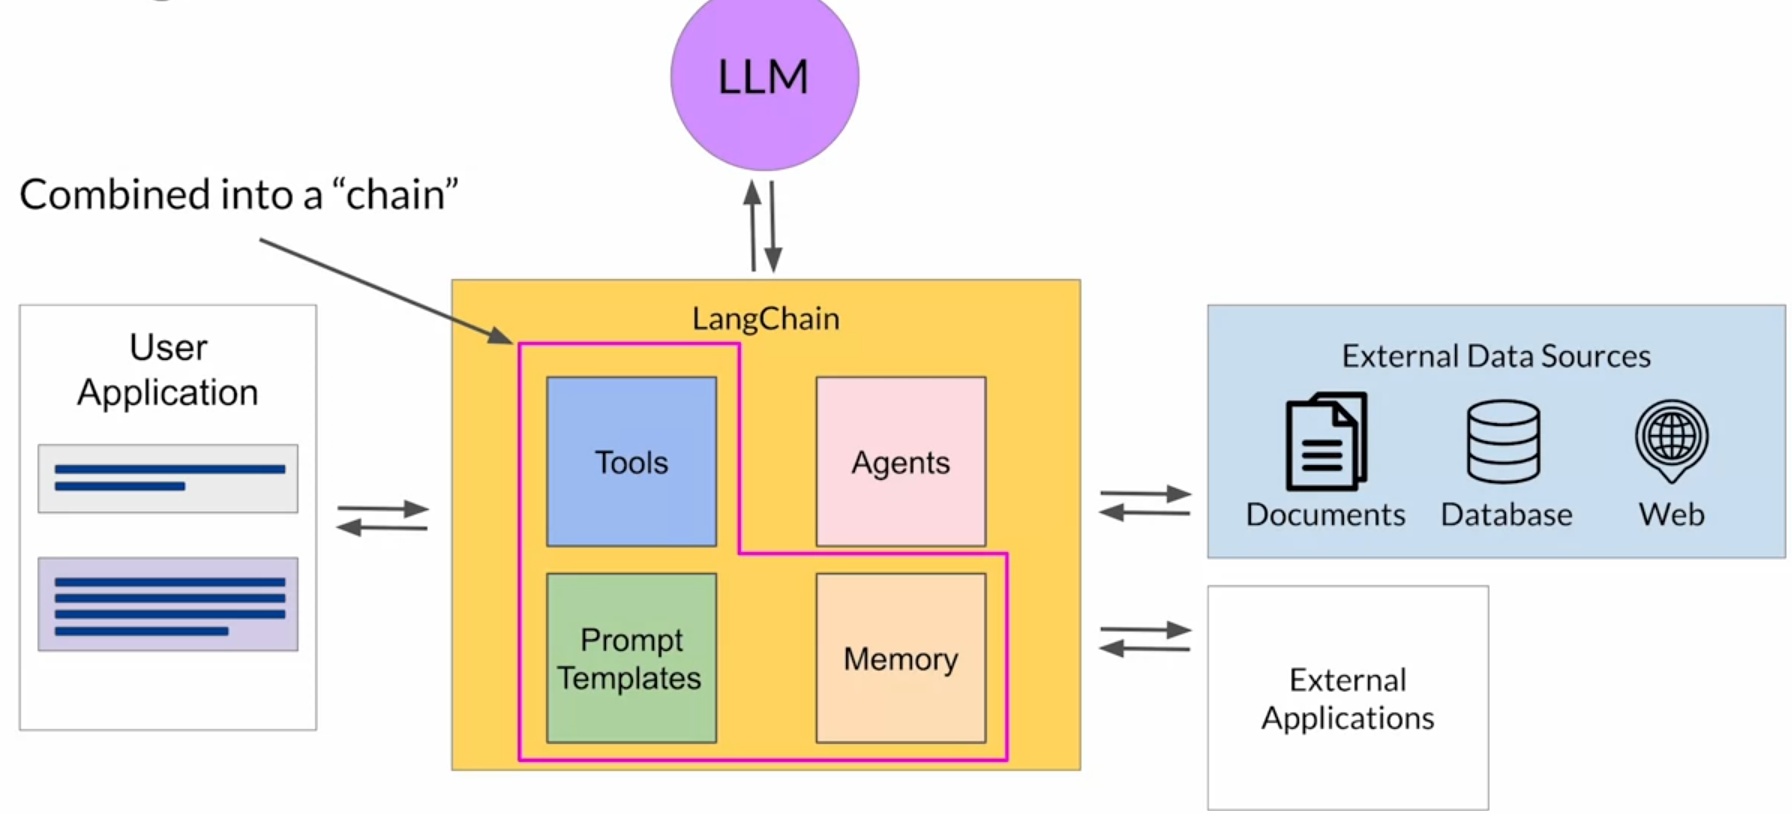 LLM
Combined into a “chain”
LangChain
User
Application
Tools
Agents
Prompt
Templates
Memory
External Data Sources
Documents
Database
Web
External
Applications